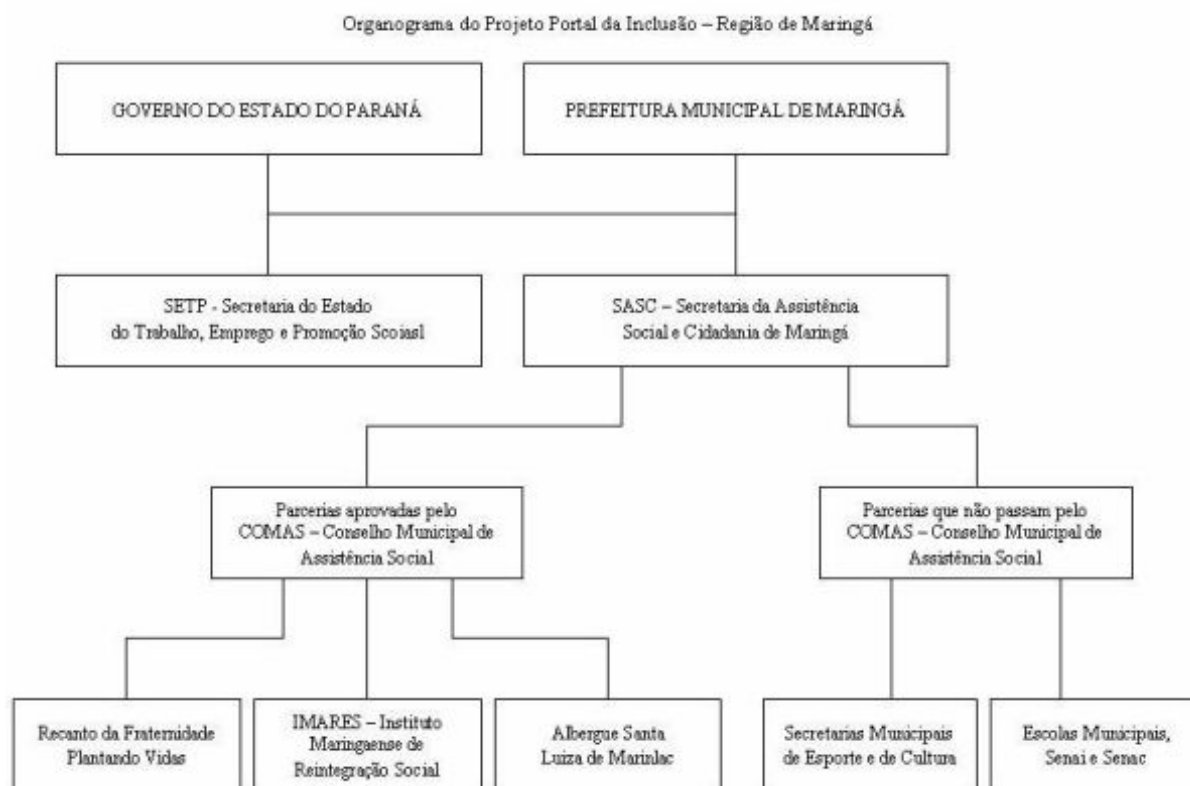 Organograma do Projeto Portal da Inclusão – Região de Maringá
GOVERNO DO ESTADO DO PARANÁ
PREFEITURA MUNICIPAL DE MARINGÁ
SETP - Secretaria do Estado
do Trabalho, Emprego e Promoção Scoiasl
SASC – Secretaria da Assistência
Social e Cidadania de Maringá
Parcerias aprovadas pelo
COMAS – Conselho Municipal de
Assistência Social
Parcerias que não passam pelo
COMAS – Conselho Municipal de
Assistência Social
Recanto da Fraternidade
Plantando Vidas
IMARES – Instituto
Maringaense de
Reintegração Social
Albergue Santa
Luiza de Marinlac
Secretarias Municipais
de Esporte e de Cultura
Escolas Municipais,
Senai e Senac